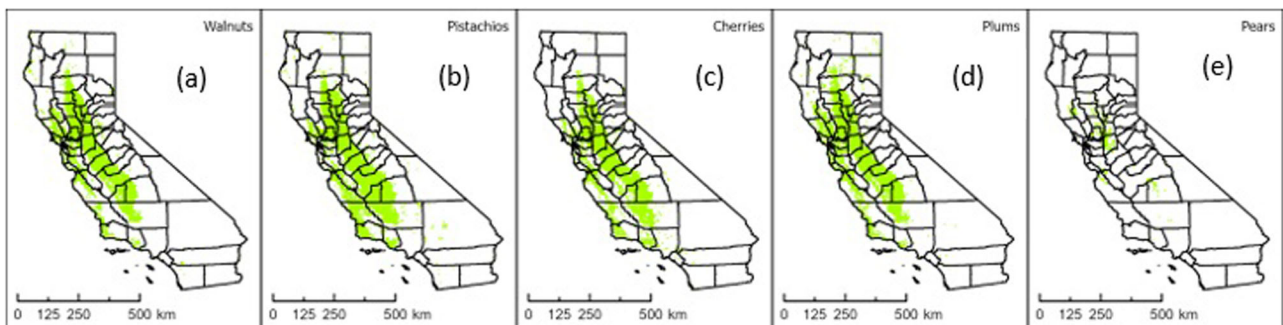 Walnuts
(a)
0 125 250 500 km
Pistachios
(b)
0 125 250 500 km
Cherries
(c)
0 125 250 500 km
Plums
(d)
0 125 250 500 km
Pears
(e)
0 125 250 500 km